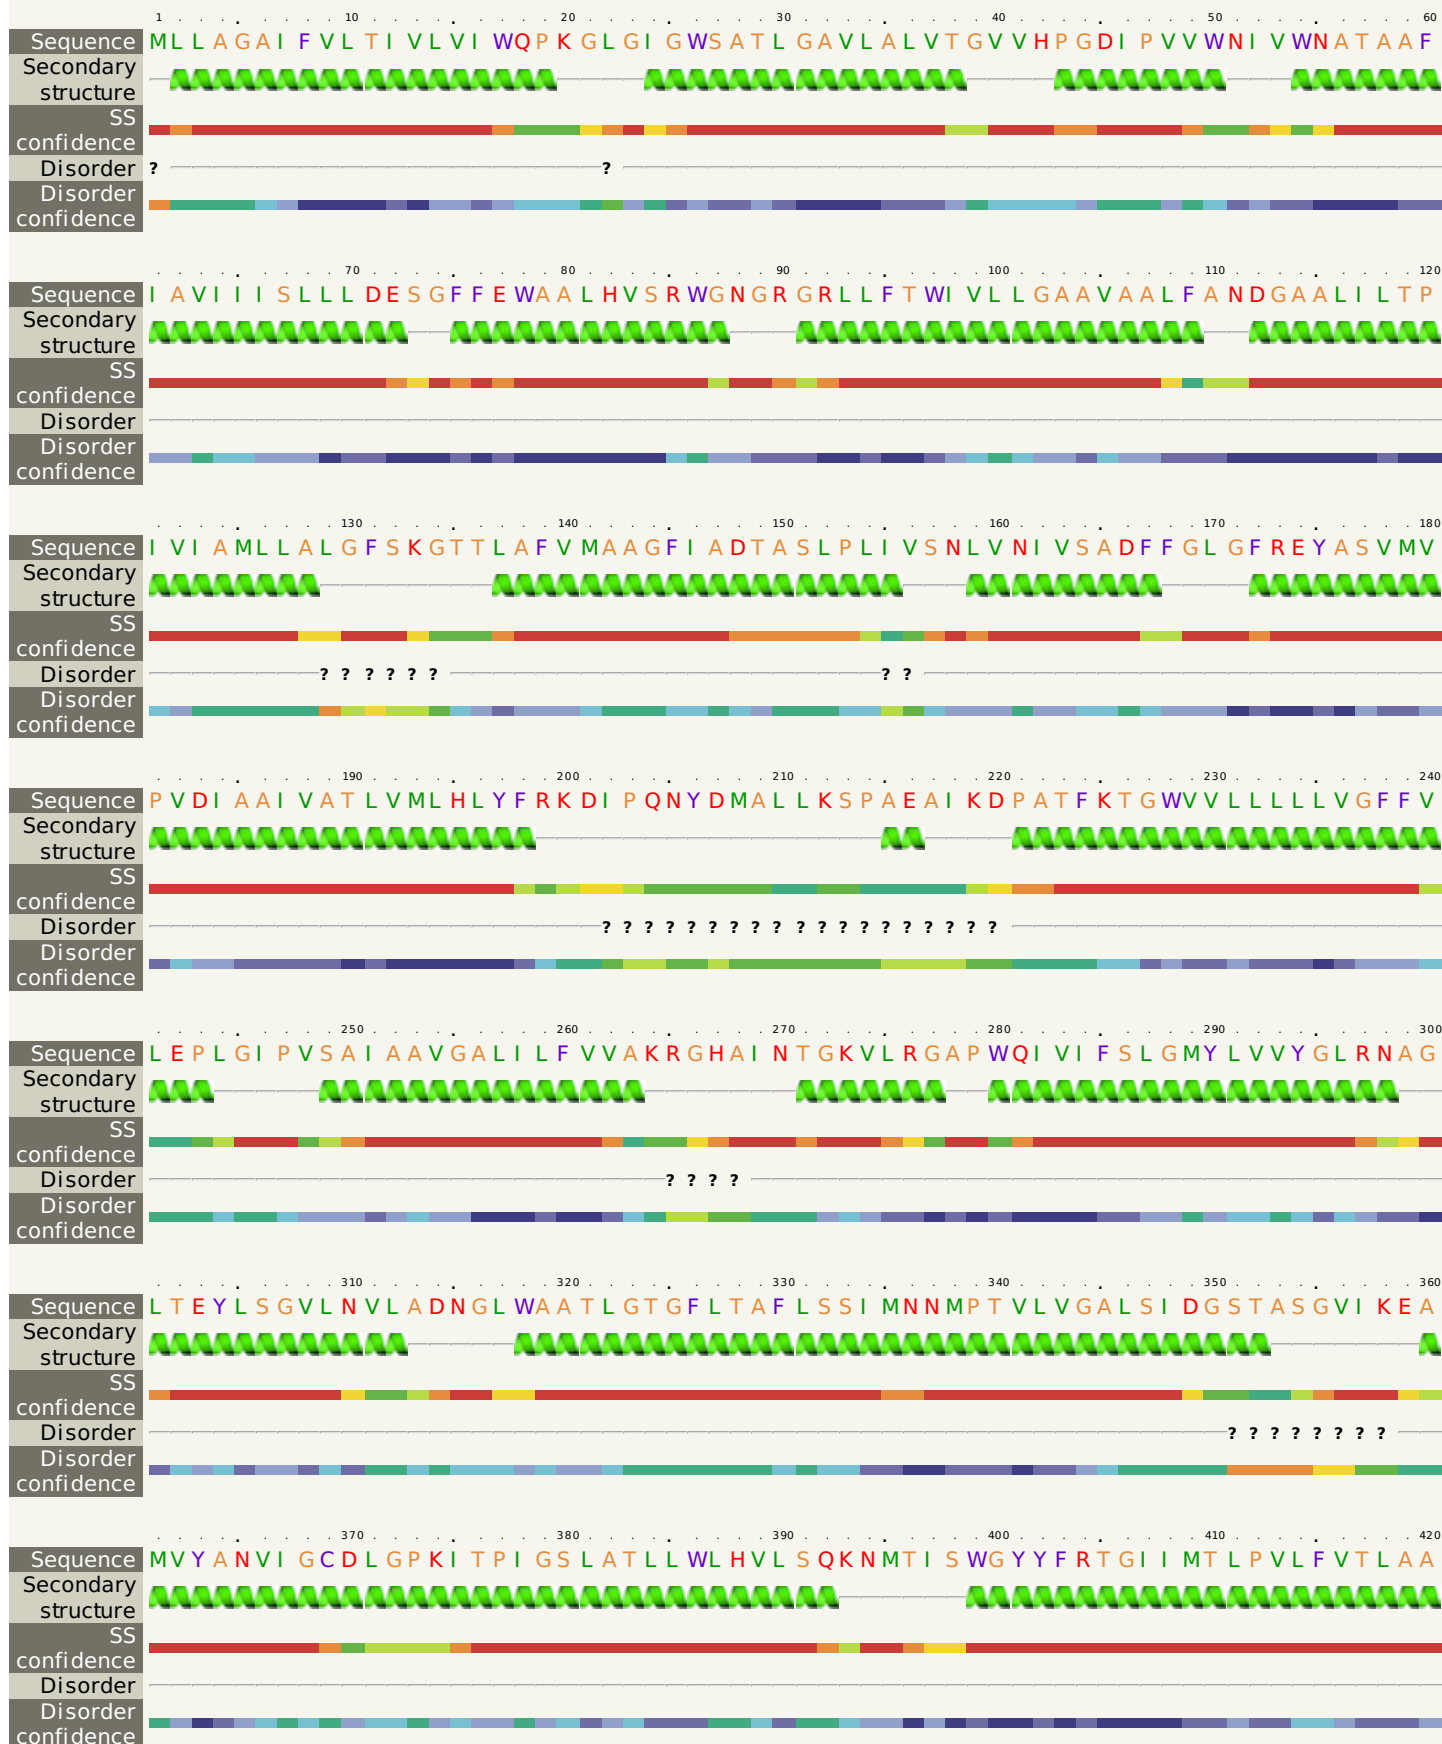 1 10 20 30 40 50 60
Sequence MLLAGAIFVLTIVLVIWQPKGLGIGWSATLGAVLALVTGVVHPGDIPVVWNIVWNATAAF
Secondary
structure
SS
confidence
Disorder ? ?
Disorder
confidence
70 80 90 100 110 120
Sequence IAVIIISLLLDESGFFEWAALHVSRWGNGRGRLLFTWIVLLGAAVAALFANDGAALILTP
Secondary
structure
SS
confidence
Disorder
Disorder
confidence
130 140 150 160 170 180
Sequence IVIAMLLALGFSKGTTLAFVMAAGFIADTASLPLIVSNLVNIVSADFFGLGFREYASVMV
Secondary
structure
SS
confidence
Disorder ? ? ? ? ? ? ? ?
Disorder
confidence
190 200 210 220 230 240
Sequence PVDIAAIVATLVMLHLYFRKDIPQNYDMALLKSPAEAIKDPATFKTGWVVLLLLLVGFFV
Secondary
structure
SS
confidence
Disorder ? ? ? ? ? ? ? ? ? ? ? ? ? ? ? ? ? ? ?
Disorder
confidence
250 260 270 280 290 300
Sequence LEPLGIPVSAIAAVGALILFVVAKRGHAINTGKVLRGAPWQIVIFSLGMYLVVYGLRNAG
Secondary
structure
SS
confidence
Disorder ? ? ? ?
Disorder
confidence
310 320 330 340 350 360
Sequence LTEYLSGVLNVLADNGLWAATLGTGFLTAFLSSIMNNMPTVLVGALSIDGSTASGVIKEA
Secondary
structure
SS
confidence
Disorder ? ? ? ? ? ? ? ?
Disorder
confidence
370 380 390 400 410 420
Sequence MVYANVIGCDLGPKITPIGSLATLLWLHVLSQKNMTISWGYYFRTGIIMTLPVLFVTLAA
Secondary
structure
SS
confidence
Disorder
Disorder
confidence